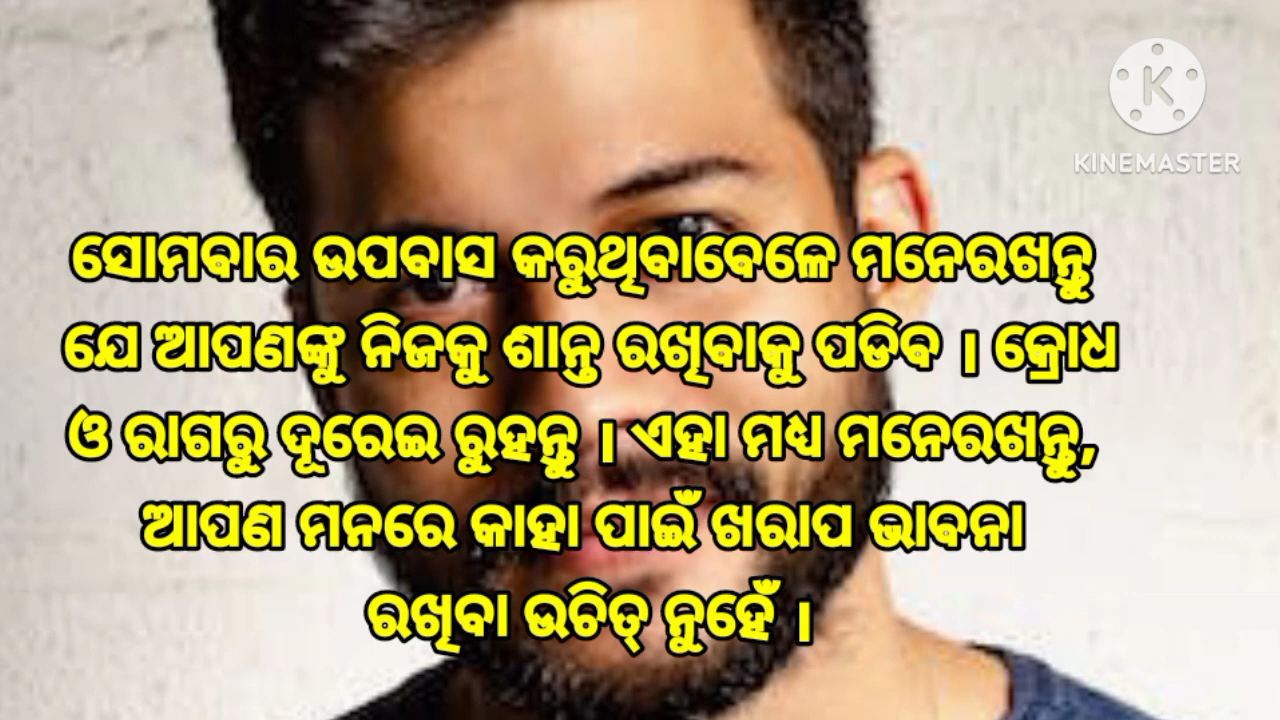 KINEMASTER
ସୋମବାର ଉପବାସ କରୁଥିବାବେଳେ ମନେରଖନ୍ତୁ
ଯେ ଆପଣଙ୍କୁ ନିଜକୁ ଶାନ୍ତ ରଖିବାକୁ ପଡିବ । କ୍ରୋଧ
ଓ ରାଗରୁ ଦୂରେଇ ରୁହନ୍ତୁ । ଏହା ମଧ୍ୟ ମନେରଖନ୍ତୁ,
ଆପଣ ମନରେ କାହା ପାଇଁ ଖରାପ ଭାବନା
ରଖିବା ଉଚିତ୍ ନୁହେଁ ।